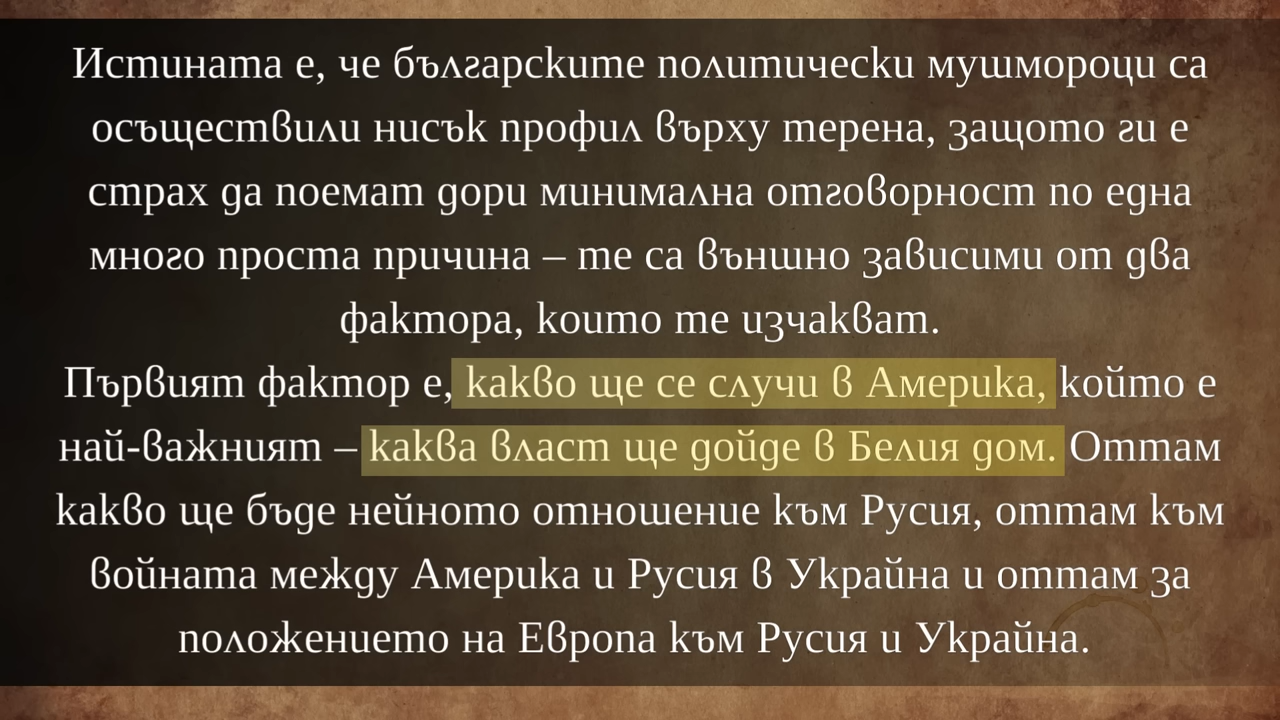 Истината е, че българските политически мушмороци са
осъществили нисък профил върху терена, защото ги е
страх да поемат дори минимална отговорност по една
много проста причина – те са външно зависими от два
фактора, които те изчакват.
Първият фактор е, какво ще се случи в Америка, който е
най-важният – каква власт ще дойде в Белия дом. Оттам
какво ще бъде нейното отношение към Русия, оттам към
войната между Америка и Русия в Украйна и оттам за
положението на Европа към Русия и Украйна.